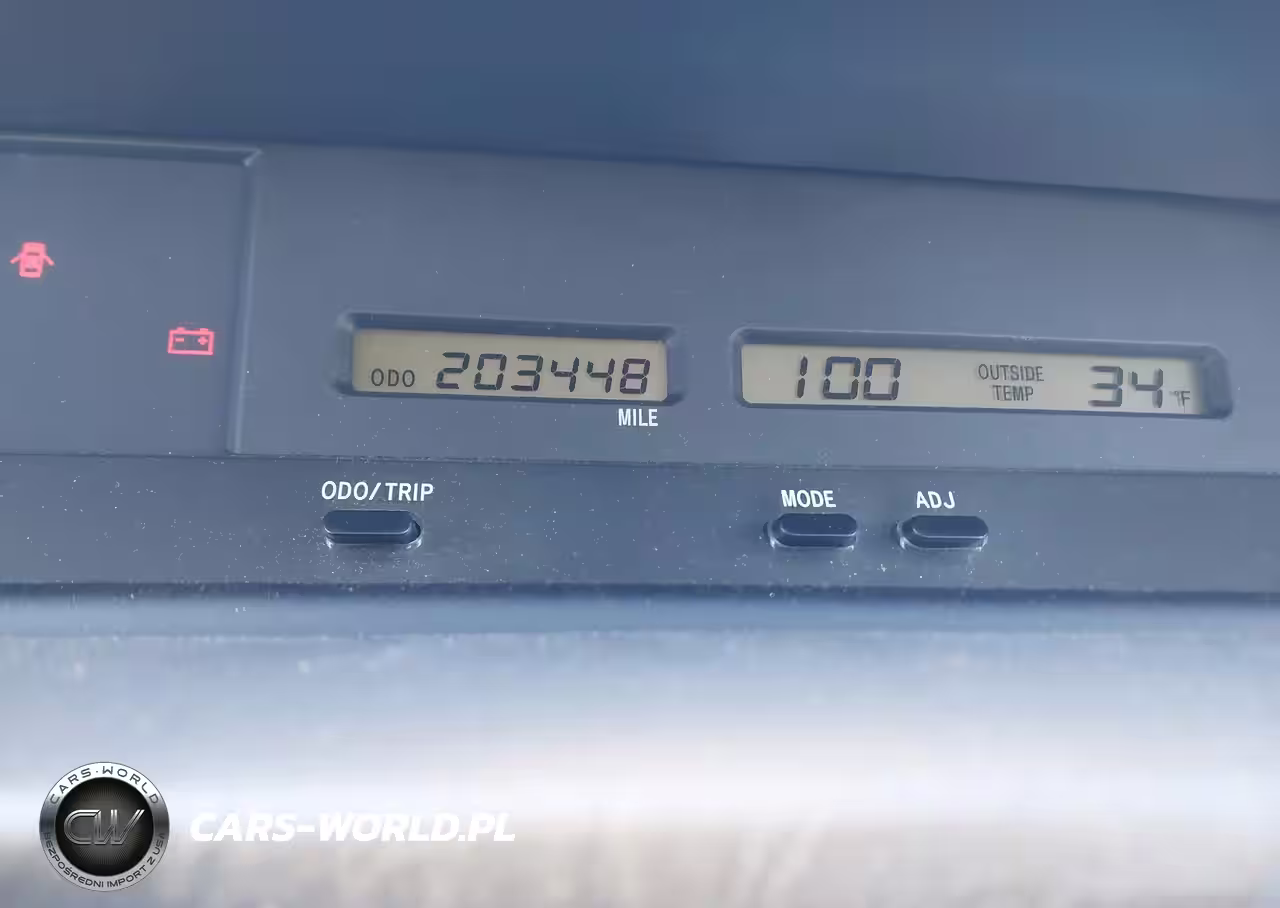 ODO 203448
MILE
100 OUTSIDE TEMP 34 °F
ODO/TRIP
MODE
ADJ
CARS-WORLD
BEZPOŚREDNI IMPORT Z USA
CW
CARS-WORLD.PL